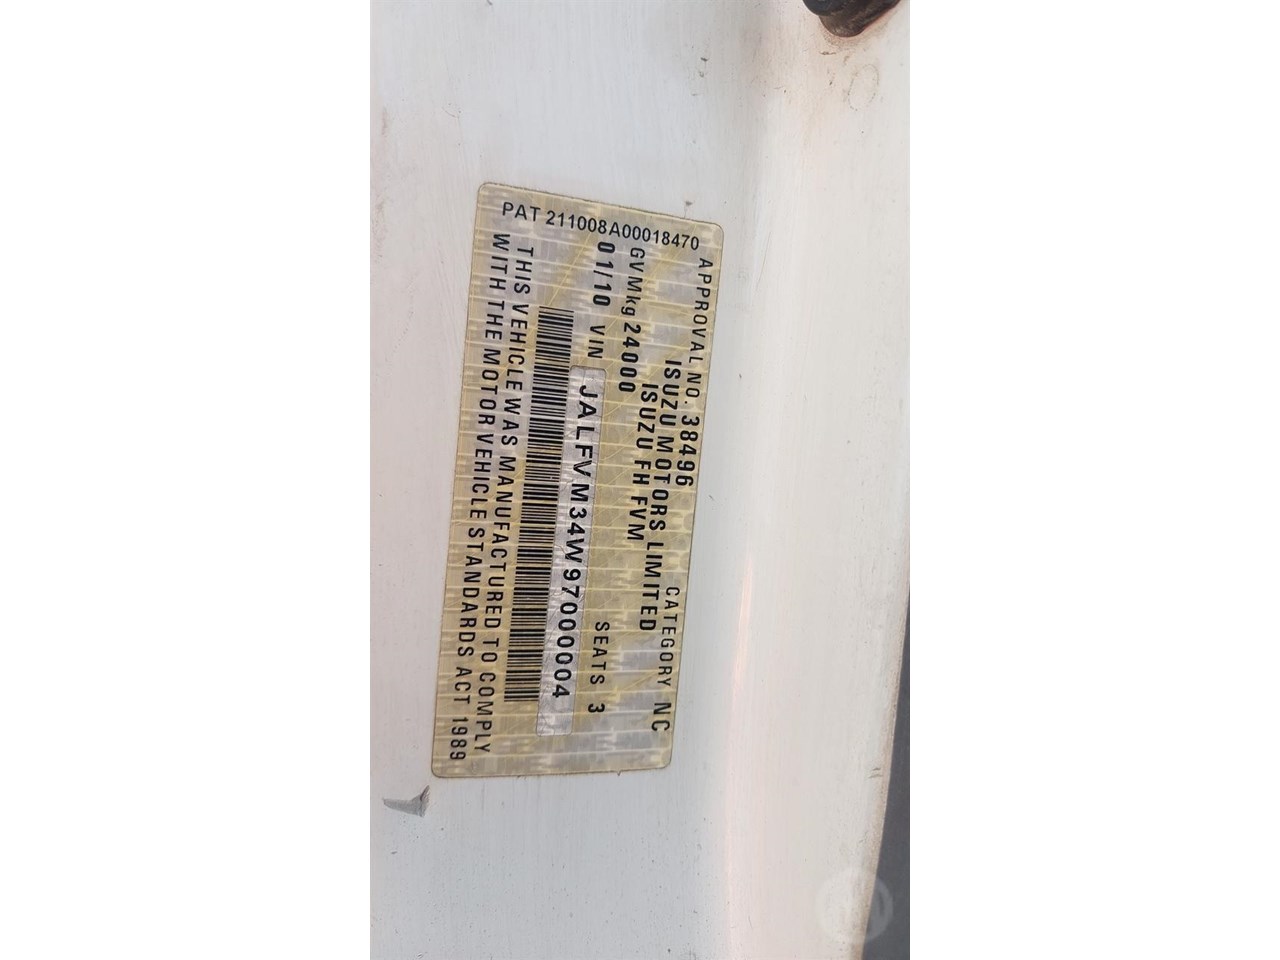 PAT 211008A00018470
APPROVAL NO. 38496 CATEGORY NC
ISUZU MOTORS LIMITED
ISUZU FH FVM
GVMkg 24000
01/10 VIN JALFVM34W97000004 SEATS 3
THIS VEHICLE WAS MANUFACTURED TO COMPLY
WITH THE MOTOR VEHICLE STANDARDS ACT 1989